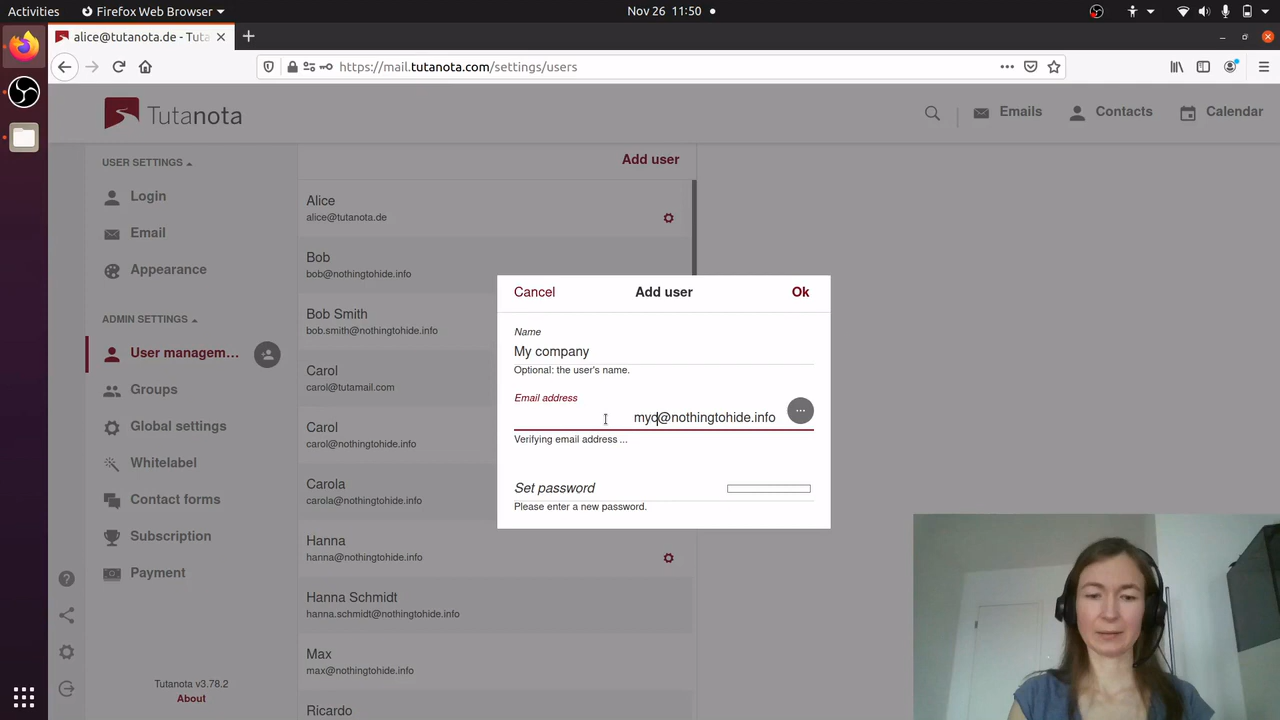 Activities
Firefox Web Browser
Nov 26 11:50
alice@tutanota.de - Tuta
https://mail.tutanota.com/settings/users
Tutanota
Emails
Contacts
Calendar
USER SETTINGS
Login
Email
Appearance
ADMIN SETTINGS
User managem...
Groups
Global settings
Whitelabel
Contact forms
Subscription
Payment
Tutanota v3.78.2
About
Add user
Alice
alice@tutanota.de
Bob
bob@nothingtohide.info
Bob Smith
bob.smith@nothingtohide.info
Carol
carol@tutamail.com
Carol
carol@nothingtohide.info
Carola
carola@nothingtohide.info
Hanna
hanna@nothingtohide.info
Hanna Schmidt
hanna.schmidt@nothingtohide.info
Max
max@nothingtohide.info
Ricardo
Cancel
Add user
Ok
Name
My company
Optional: the user's name.
Email address
myc@nothingtohide.info
Verifying email address ...
Set password
Please enter a new password.